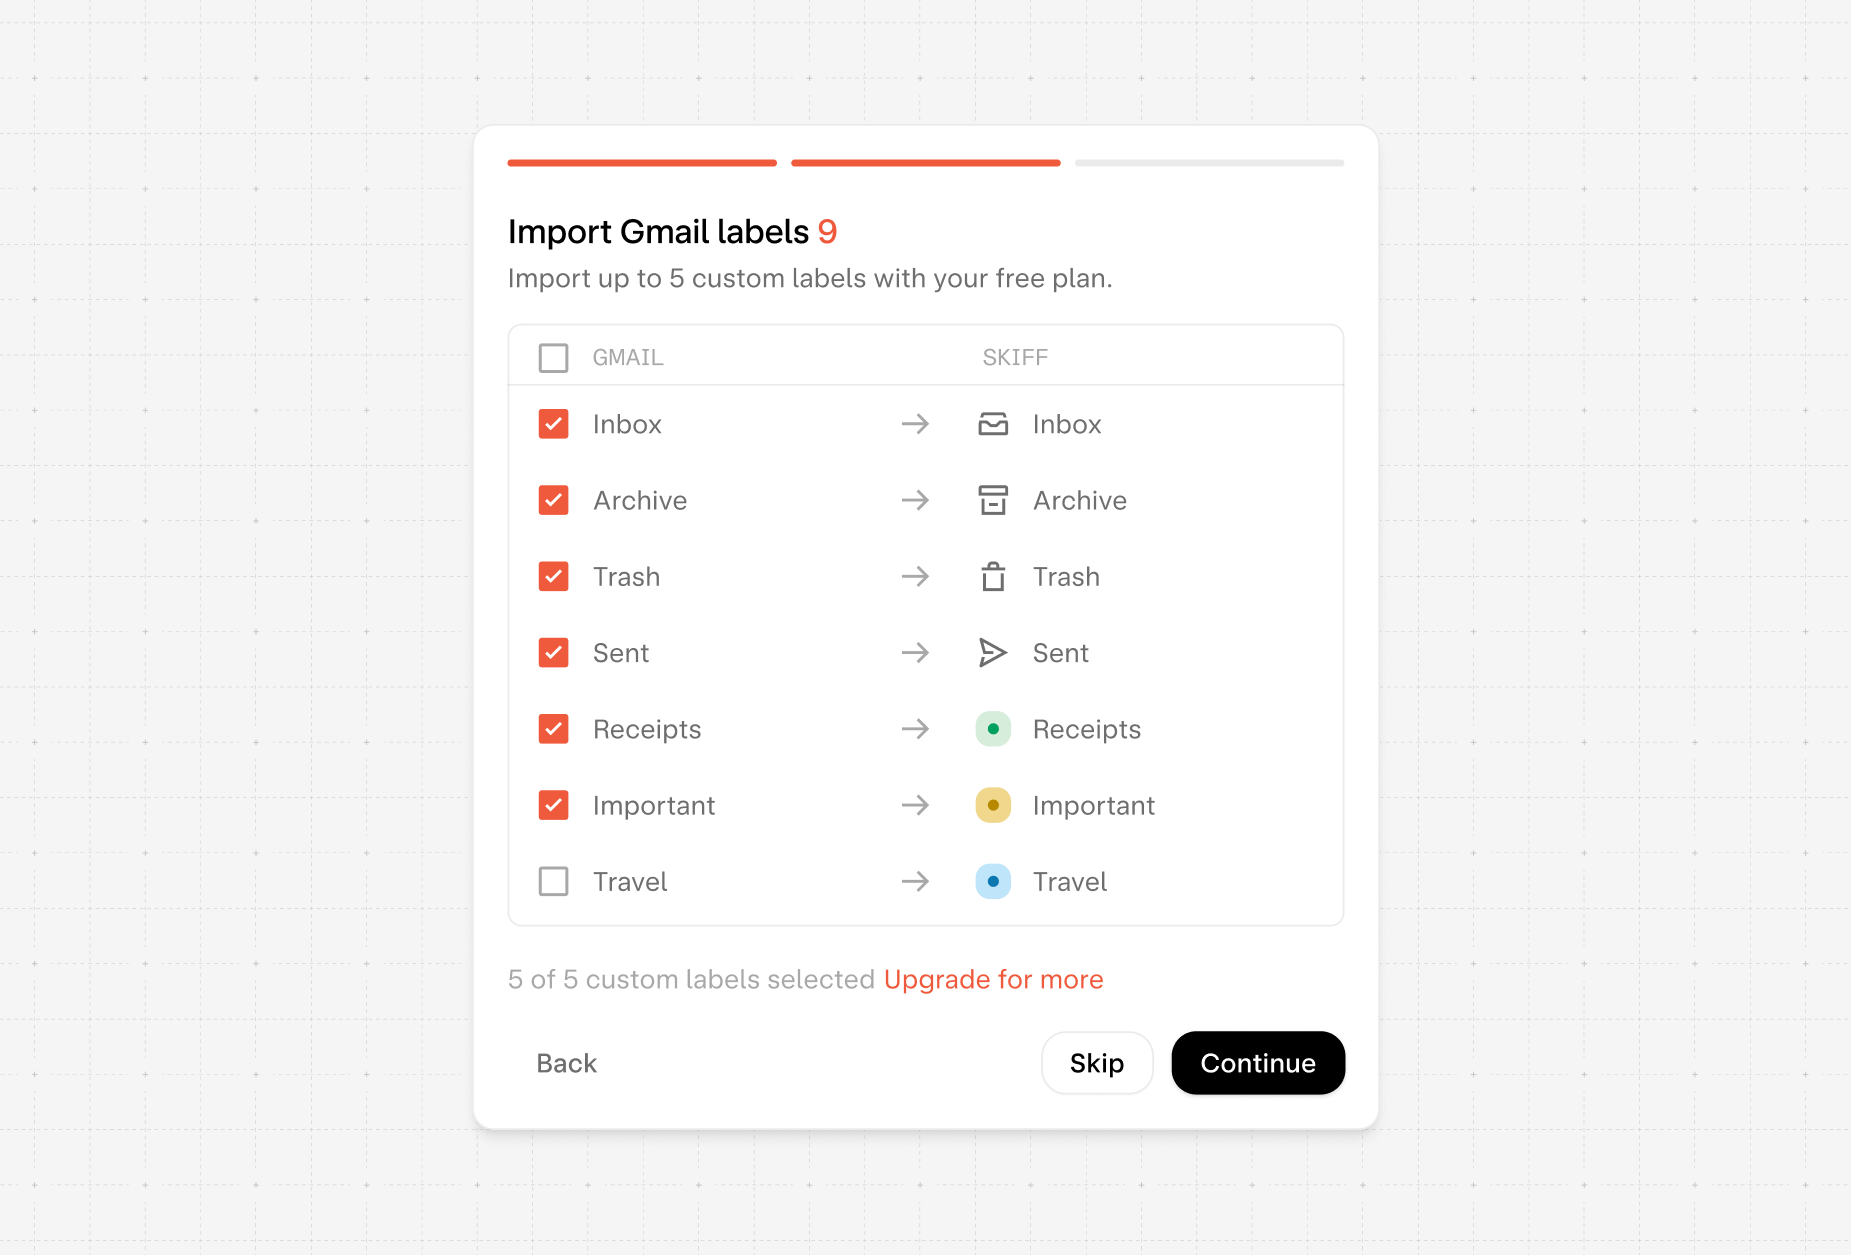 Import Gmail labels 9
Import up to 5 custom labels with your free plan.
GMAIL SKIFF
Inbox Inbox
Archive Archive
Trash Trash
Sent Sent
Receipts Receipts
Important Important
Travel Travel
5 of 5 custom labels selected Upgrade for more
Back Skip Continue